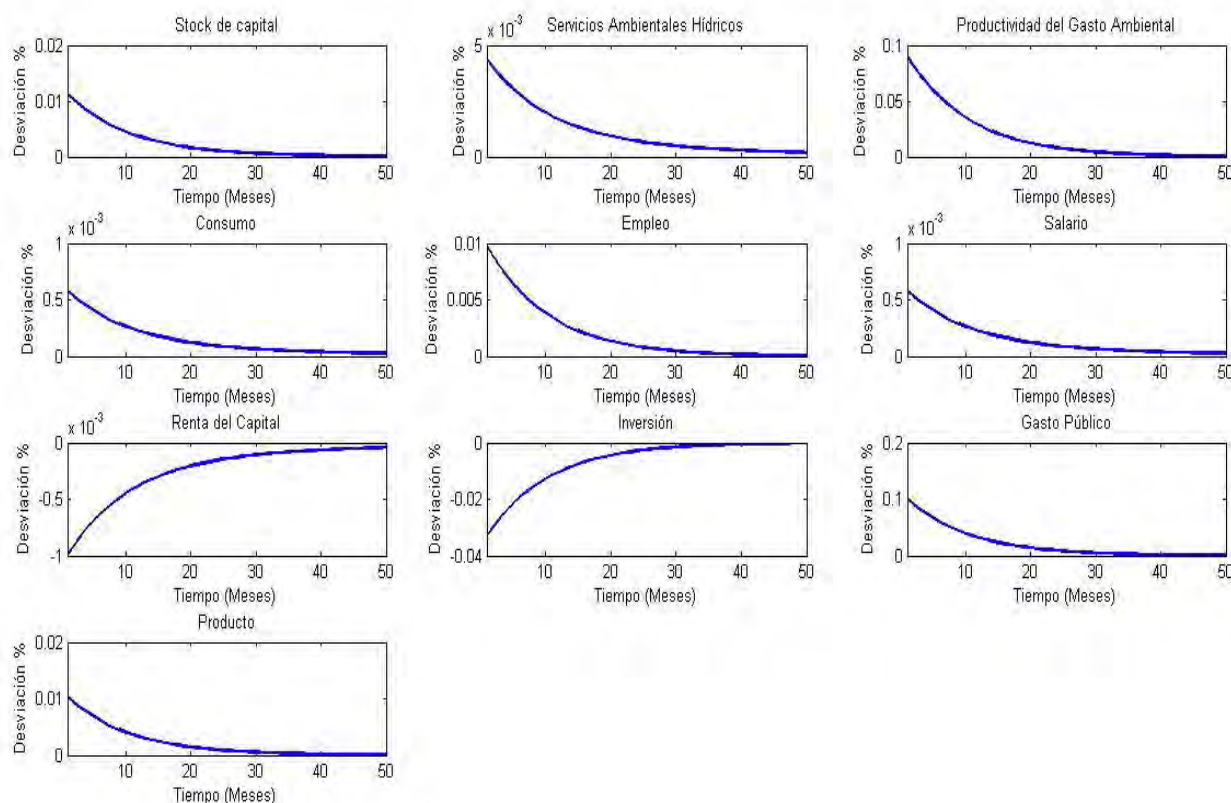 Stock de capital
Desviación %
0.02
0.01
0
10 20 30 40 50
Tiempo (Meses)
Servicios Ambientales Hídricos
x 10⁻³
Desviación %
5
0
10 20 30 40 50
Tiempo (Meses)
Productividad del Gasto Ambiental
Desviación %
0.1
0.05
0
10 20 30 40 50
Tiempo (Meses)
Consumo
x 10⁻³
Desviación %
1
0.5
0
10 20 30 40 50
Tiempo (Meses)
Empleo
Desviación %
0.01
0.005
0
10 20 30 40 50
Tiempo (Meses)
Salario
x 10⁻³
Desviación %
1
0.5
0
10 20 30 40 50
Tiempo (Meses)
Renta del Capital
x 10⁻³
Desviación %
0
-0.5
-1
10 20 30 40 50
Tiempo (Meses)
Inversión
Desviación %
0
-0.02
-0.04
10 20 30 40 50
Tiempo (Meses)
Gasto Público
Desviación %
0.2
0.1
0
10 20 30 40 50
Tiempo (Meses)
Producto
Desviación %
0.02
0.01
0
10 20 30 40 50
Tiempo (Meses)